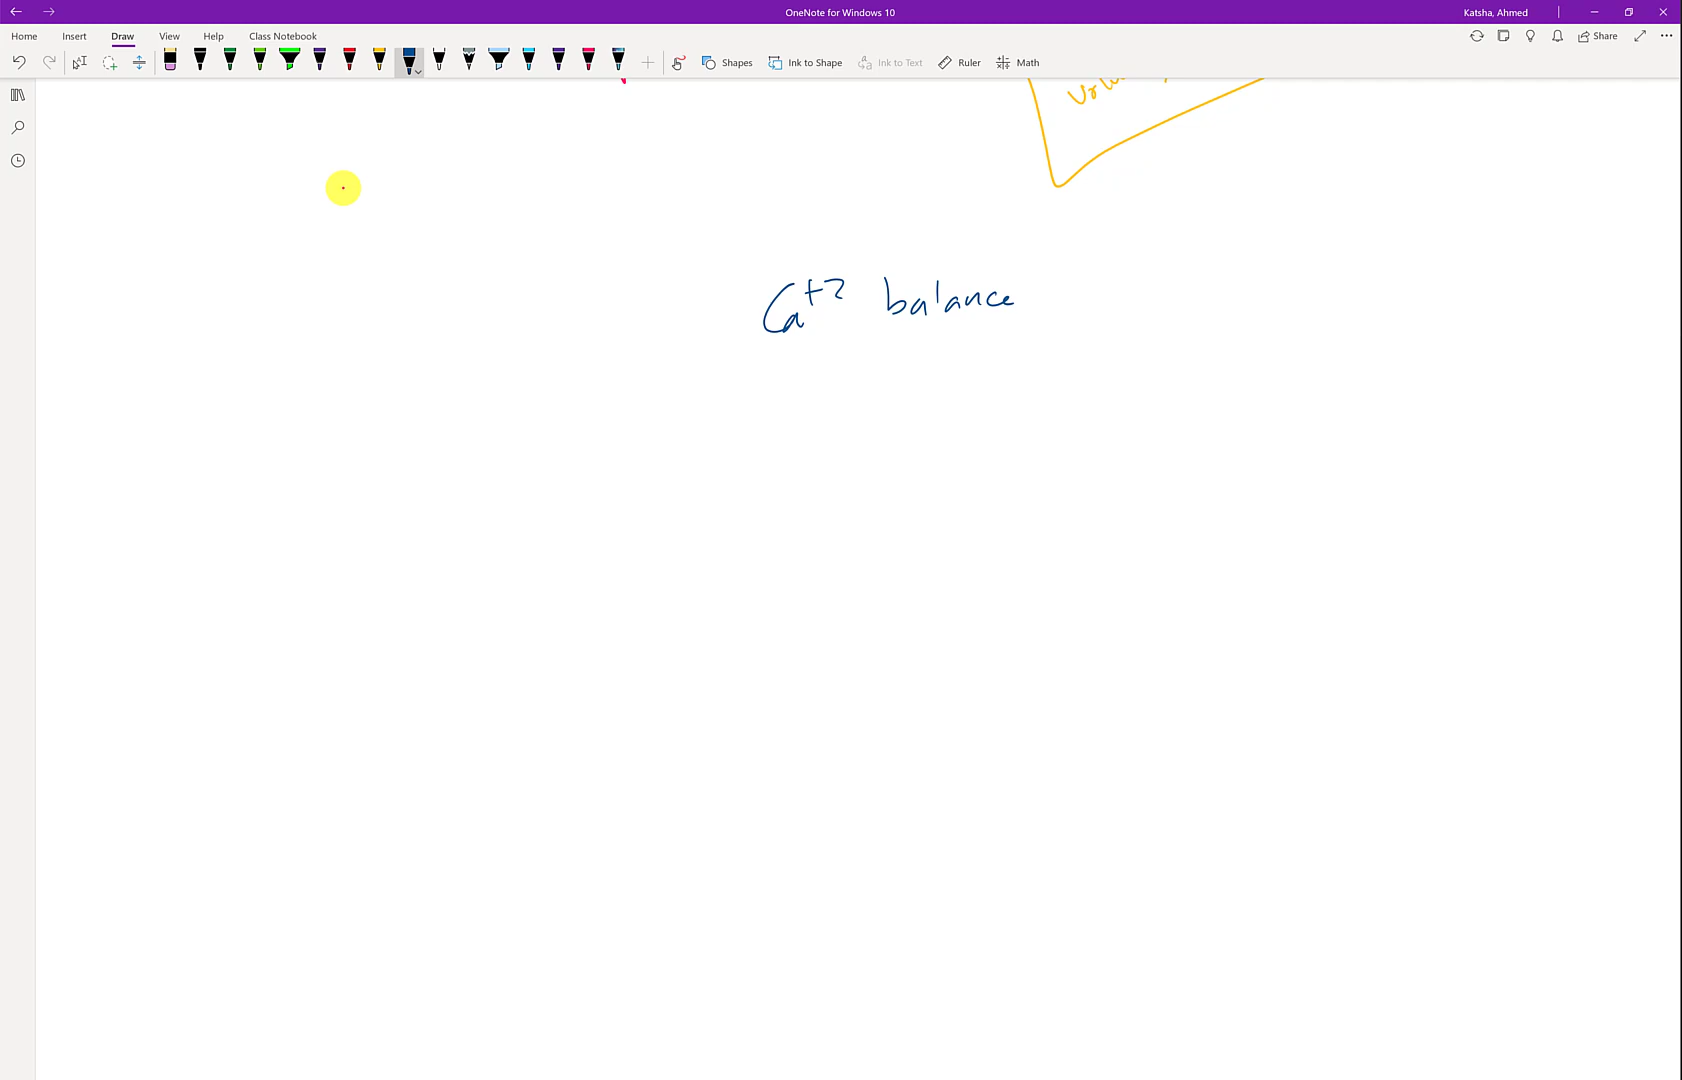 OneNote for Windows 10
Katsha, Ahmed
Home Insert Draw View Help Class Notebook
Share
Shapes Ink to Shape Ink to Text Ruler Math
Ca+2 balance